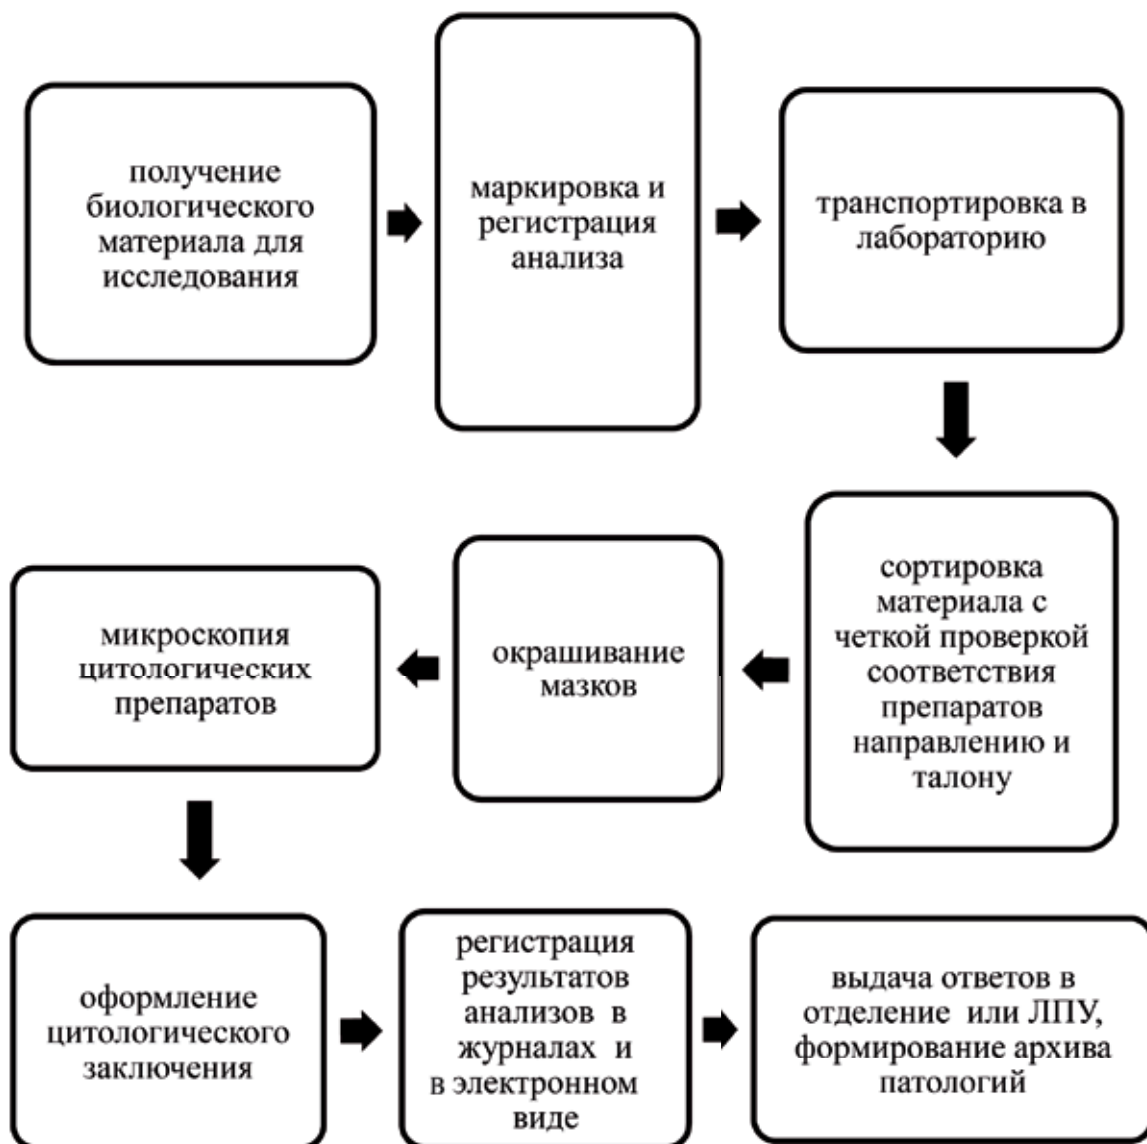 получение
биологического
материала для
исследования
маркировка и
регистрация
анализа
транспортировка в
лабораторию
сортировка
материала с
четкой проверкой
соответствия
препаратов
направлению и
талону
окрашивание
мазков
микроскопия
цитологических
препаратов
оформление
цитологического
заключения
регистрация
результатов
анализов в
журналах и
в электронном
виде
выдача ответов в
отделение или ЛПУ,
формирование архива
патологий